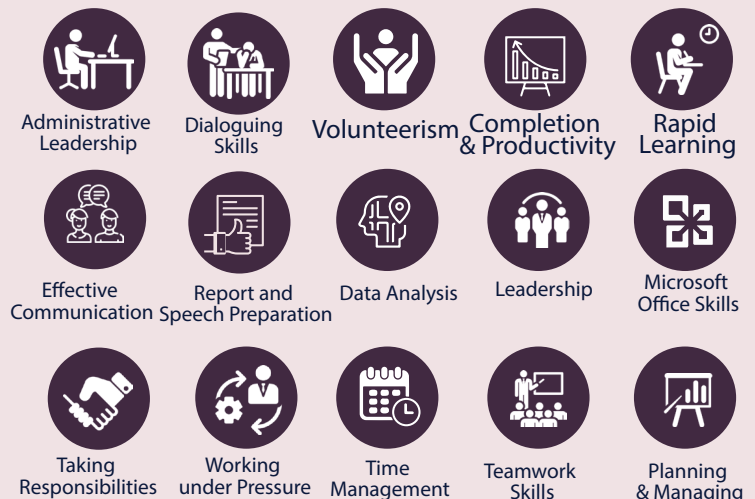 Administrative
Leadership
Dialoguing
Skills
Volunteerism
Completion
& Productivity
Rapid
Learning
Effective
Communication
Report and
Speech Preparation
Data Analysis
Leadership
Microsoft
Office Skills
Taking
Responsibilities
Working
under Pressure
Time
Management
Teamwork
Skills
Planning
& Managing